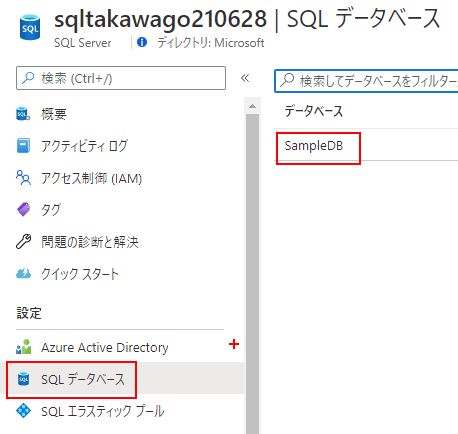 sqltakawago210628 | SQL データベース
SQL Server
ディレクトリ: Microsoft
検索 (Ctrl+/)
«
概要
アクティビティ ログ
アクセス制御 (IAM)
タグ
問題の診断と解決
クイック スタート
設定
Azure Active Directory
SQL データベース
SQL エラスティック プール
検索してデータベースをフィルター
データベース
SampleDB